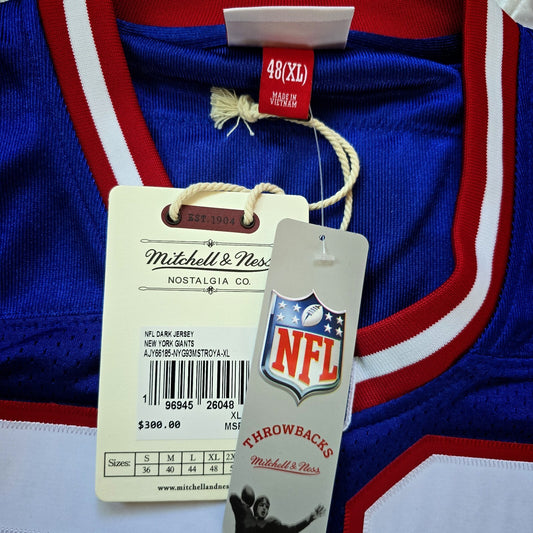 48(XL)
MADE IN
VIETNAM
EST. 1904
Mitchell & Ness
NOSTALGIA CO.
NFL DARK JERSEY
NEW YORK GIANTS
AJY66185-NYG93MSTROYA-XL
1 96945 26048
XL
$300.00 MSR
Sizes: S M L XL 2X
36 40 44 48
www.mitchellandnes
NFL
THROWBACKS
Mitchell & Ness